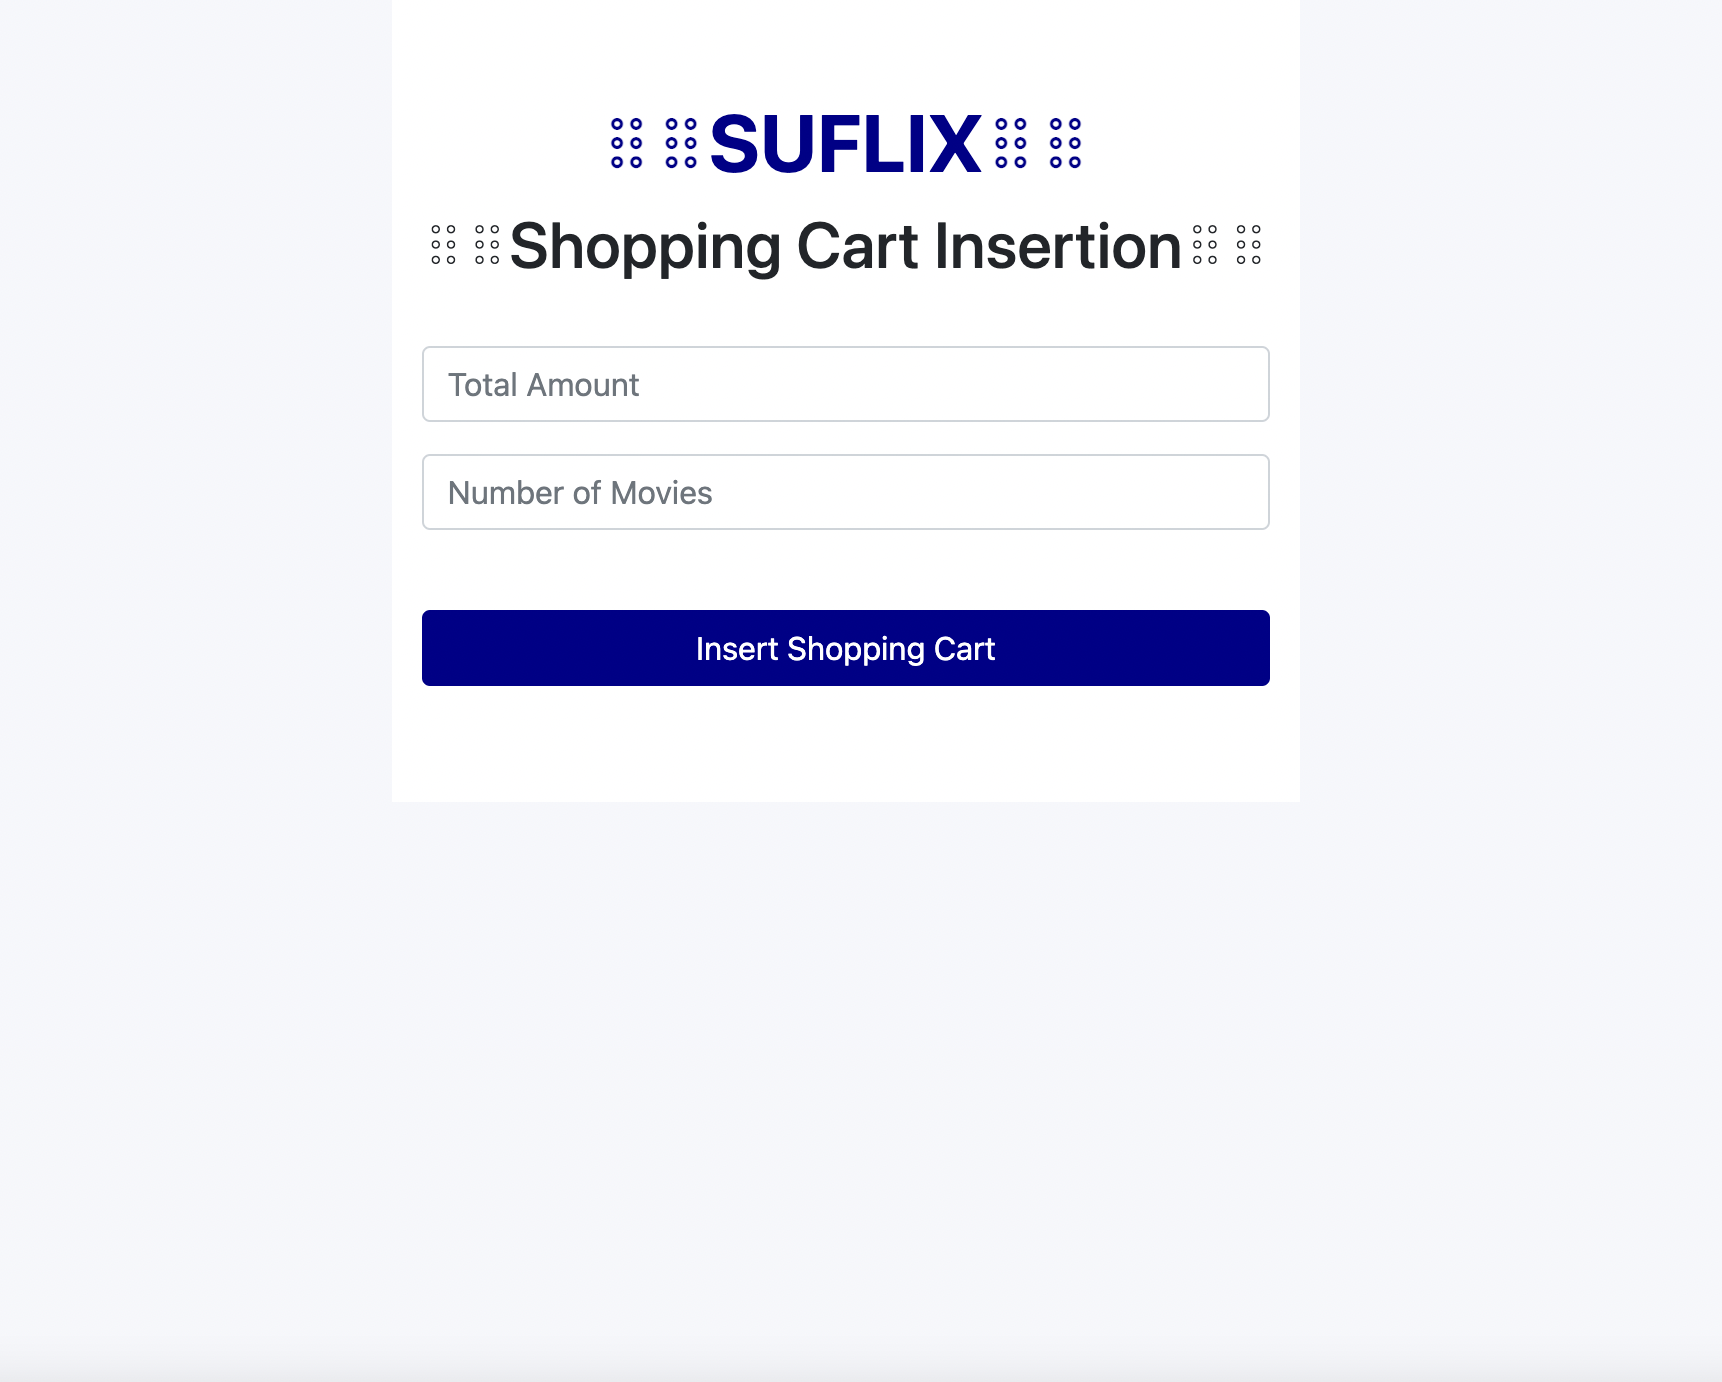 ⠿ ⠿SUFLIX⠿ ⠿
⠿ ⠿Shopping Cart Insertion⠿ ⠿
Total Amount
Number of Movies
Insert Shopping Cart